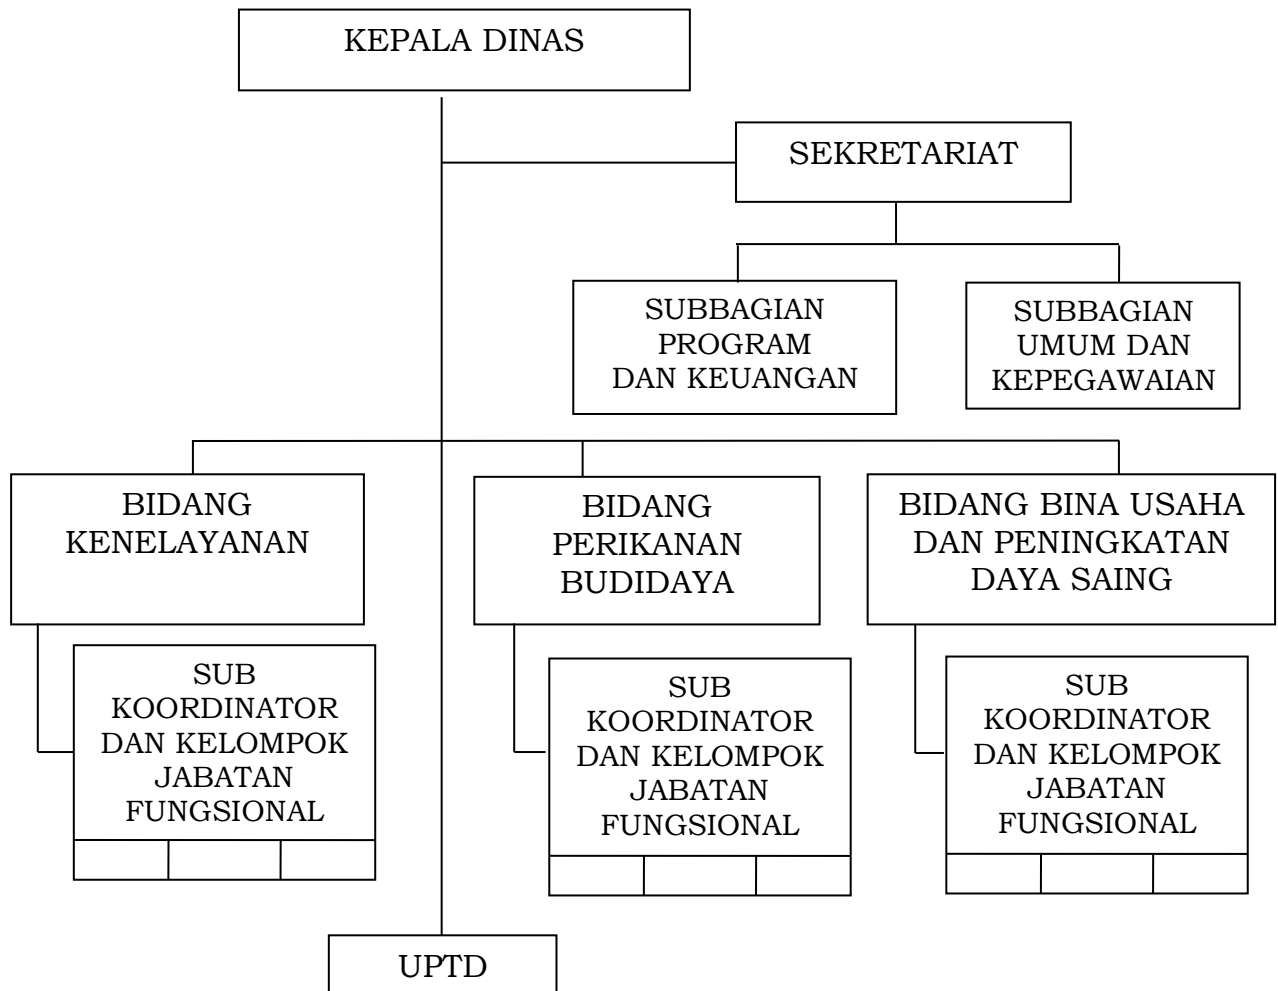 KEPALA DINAS
SEKRETARIAT
SUBBAGIAN
PROGRAM
DAN KEUANGAN
SUBBAGIAN
UMUM DAN
KEPEGAWAIAN
BIDANG
KENELAYANAN
BIDANG
PERIKANAN
BUDIDAYA
BIDANG BINA USAHA
DAN PENINGKATAN
DAYA SAING
SUB
KOORDINATOR
DAN KELOMPOK
JABATAN
FUNGSIONAL
SUB
KOORDINATOR
DAN KELOMPOK
JABATAN
FUNGSIONAL
SUB
KOORDINATOR
DAN KELOMPOK
JABATAN
FUNGSIONAL
UPTD